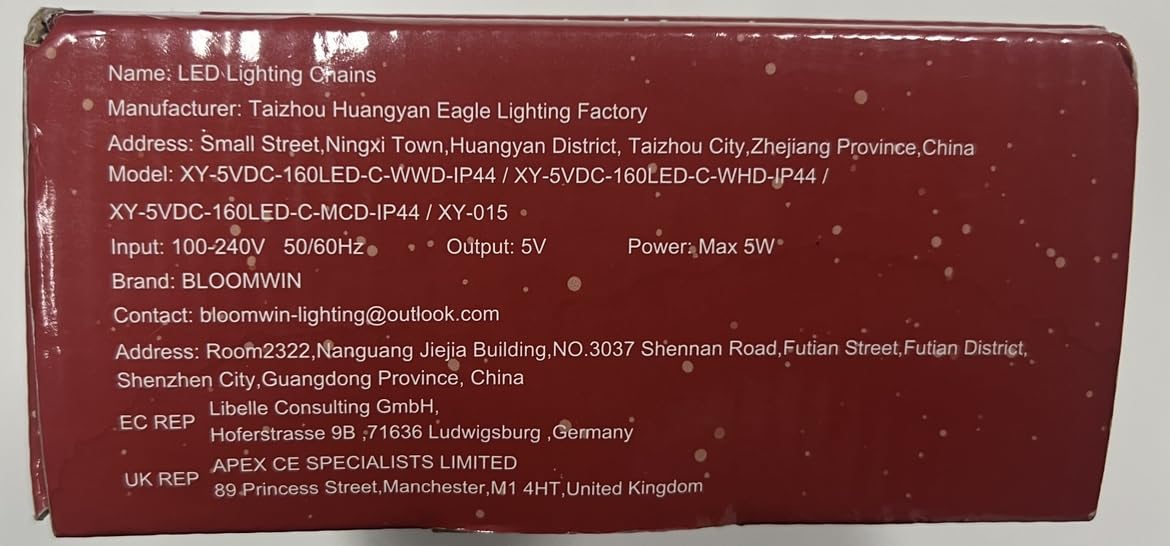 Name: LED Lighting Chains
Manufacturer: Taizhou Huangyan Eagle Lighting Factory
Address: Small Street,Ningxi Town,Huangyan District, Taizhou City,Zhejiang Province,China
Model: XY-5VDC-160LED-C-WWD-IP44 / XY-5VDC-160LED-C-WHD-IP44 /
XY-5VDC-160LED-C-MCD-IP44 / XY-015
Input: 100-240V 50/60Hz Output: 5V Power: Max 5W
Brand: BLOOMWIN
Contact: bloomwin-lighting@outlook.com
Address: Room2322,Nanguang Jiejia Building,NO.3037 Shennan Road,Futian Street,Futian District,
Shenzhen City,Guangdong Province, China
EC REP Libelle Consulting GmbH,
Hoferstrasse 9B ,71636 Ludwigsburg ,Germany
UK REP APEX CE SPECIALISTS LIMITED
89 Princess Street,Manchester,M1 4HT,United Kingdom